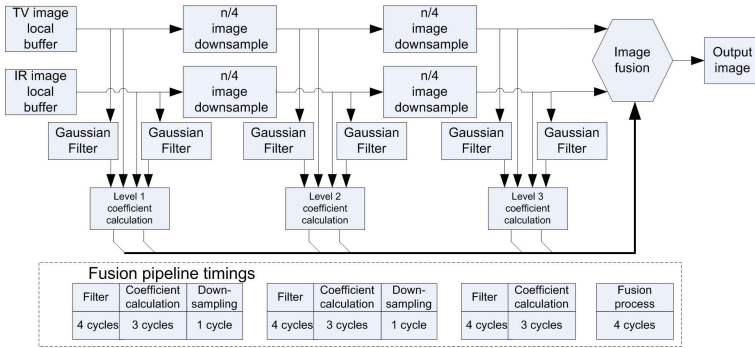 TV image
local
buffer
n/4
image
downsample
n/4
image
downsample
Image
fusion
Output
image
IR image
local
buffer
n/4
image
downsample
n/4
image
downsample
Gaussian
Filter
Gaussian
Filter
Gaussian
Filter
Gaussian
Filter
Gaussian
Filter
Gaussian
Filter
Level 1
coefficient
calculation
Level 2
coefficient
calculation
Level 3
coefficient
calculation
Fusion pipeline timings
Filter
Coefficient
calculation
Down-
sampling
4 cycles
3 cycles
1 cycle
Filter
Coefficient
calculation
Down-
sampling
4 cycles
3 cycles
1 cycle
Filter
Coefficient
calculation
4 cycles
3 cycles
Fusion
process
4 cycles